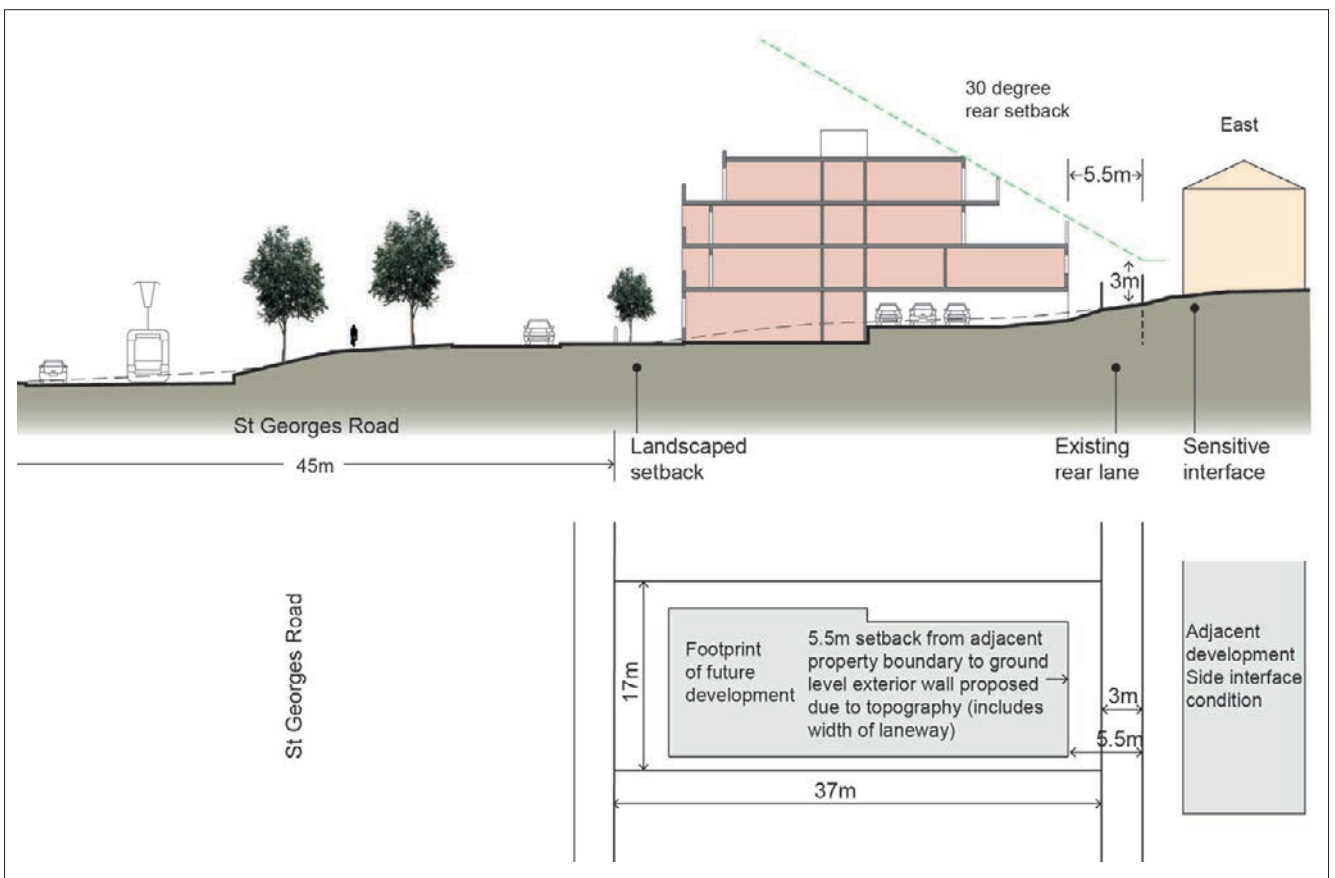 30 degree
rear setback
East
5.5m
3m
St Georges Road
45m
Landscaped
setback
Existing
rear lane
Sensitive
interface
St Georges Road
17m
Footprint
of future
development
5.5m setback from adjacent
property boundary to ground
level exterior wall proposed
due to topography (includes
width of laneway)
3m
5.5m
37m
Adjacent
development
Side interface
condition